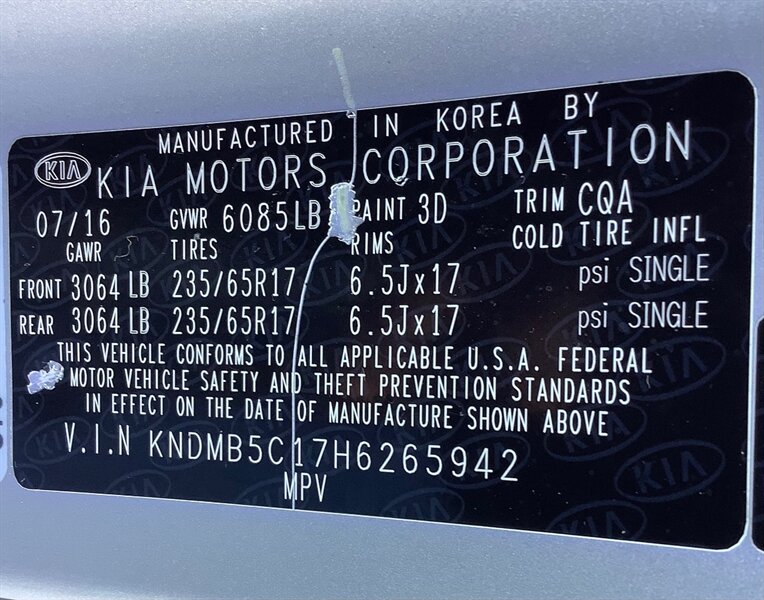 MANUFACTURED IN KOREA BY
KIA KIA MOTORS CORPORATION
07/16 GVWR 6085LB PAINT 3D TRIM CQA
GAWR TIRES RIMS COLD TIRE INFL
FRONT 3064 LB 235/65R17 6.5Jx17 psi SINGLE
REAR 3064 LB 235/65R17 6.5Jx17 psi SINGLE
THIS VEHICLE CONFORMS TO ALL APPLICABLE U.S.A. FEDERAL
MOTOR VEHICLE SAFETY AND THEFT PREVENTION STANDARDS
IN EFFECT ON THE DATE OF MANUFACTURE SHOWN ABOVE
V.I.N KNDMB5C17H6265942
MPV